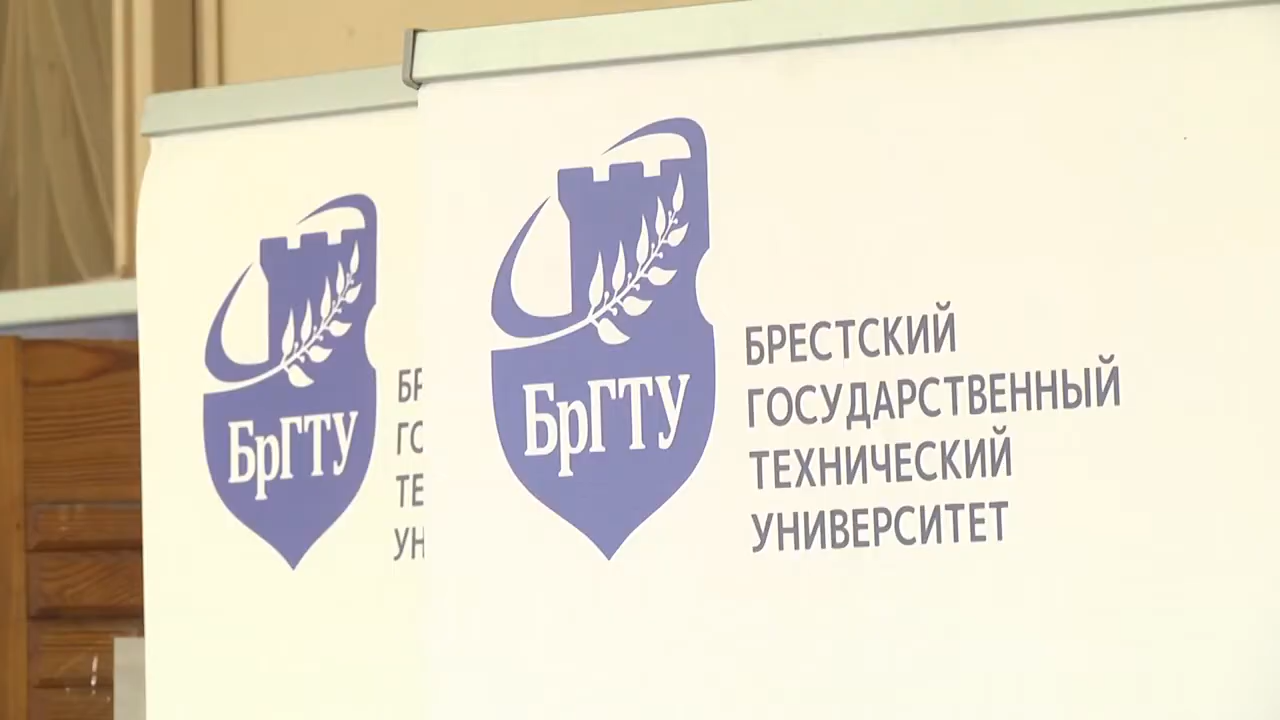 БрГТУ
БрГТУ
БРЕСТСКИЙ
ГОСУДАРСТВЕННЫЙ
ТЕХНИЧЕСКИЙ
УНИВЕРСИТЕТ